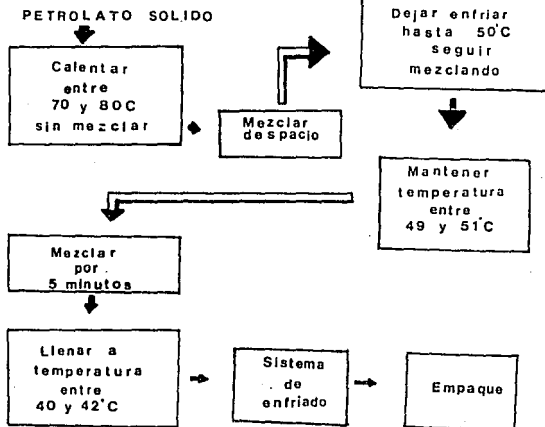 PETROLATO SOLIDO
Calentar
entre
70 y 80C
sin mezclar
Mezclar
despacio
Dejar enfriar
hasta 50°C
seguir
mezclando
Mantener
temperatura
entre
49 y 51°C
Mezclar
por
5 minutos
Llenar a
temperatura
entre
40 y 42°C
Sistema
de
enfriado
Empaque